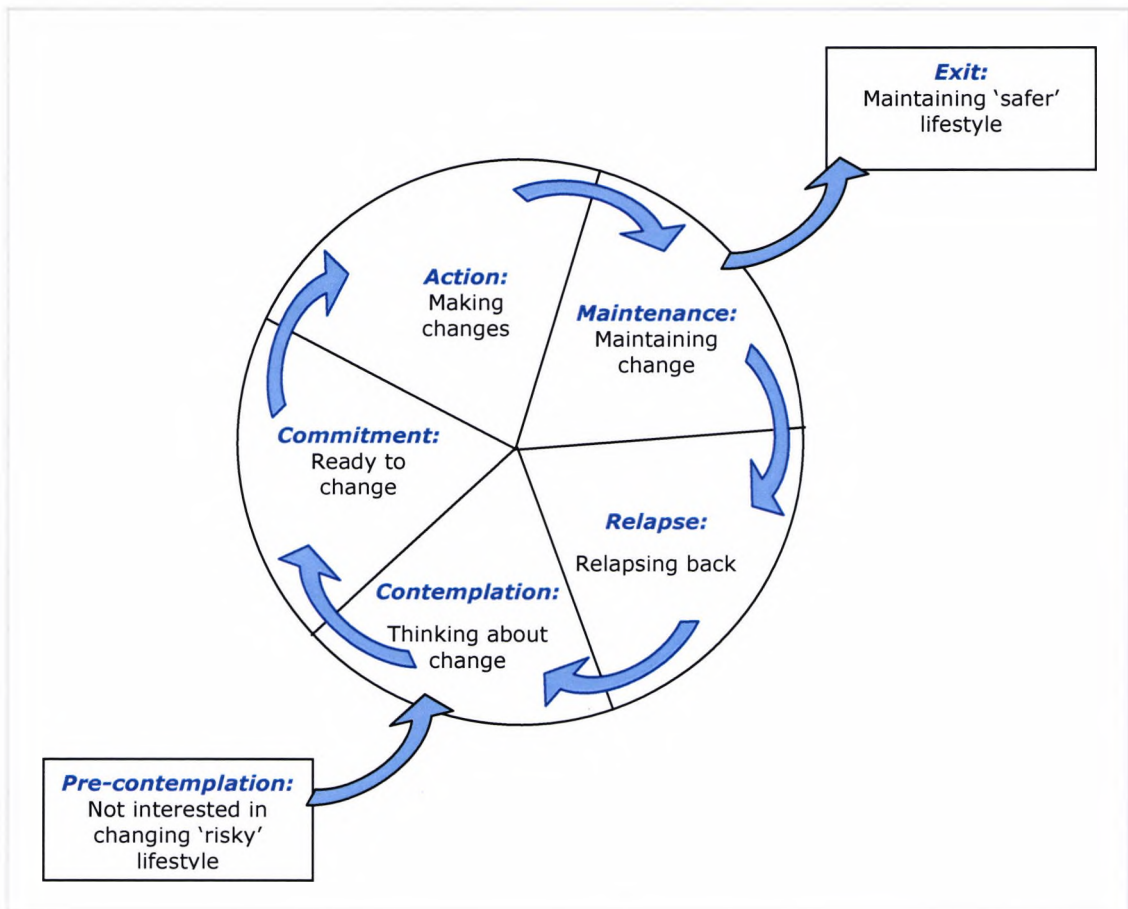 Exit:
Maintaining ‘safer’
lifestyle
Action:
Making
changes
Maintenance:
Maintaining
change
Commitment:
Ready to
change
Relapse:
Relapsing back
Contemplation:
Thinking about
change
Pre-contemplation:
Not interested in
changing ‘risky’
lifestyle